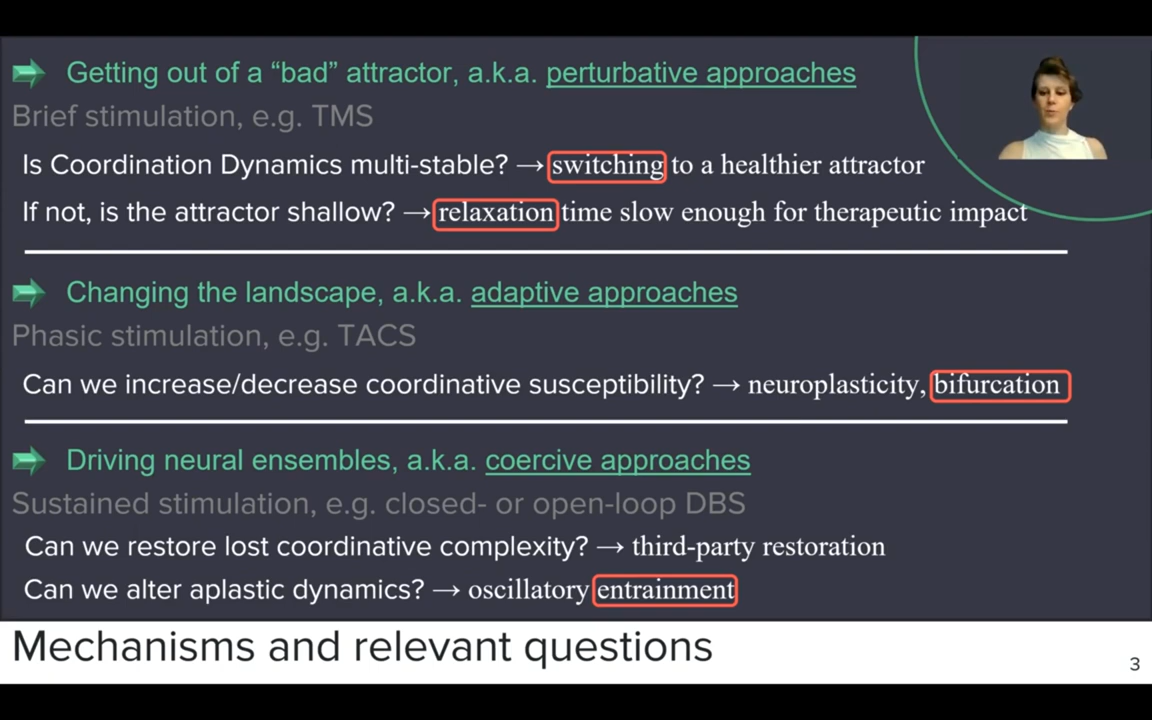 Getting out of a “bad” attractor, a.k.a. perturbative approaches
Brief stimulation, e.g. TMS
Is Coordination Dynamics multi-stable? → switching to a healthier attractor
If not, is the attractor shallow? → relaxation time slow enough for therapeutic impact
Changing the landscape, a.k.a. adaptive approaches
Phasic stimulation, e.g. TACS
Can we increase/decrease coordinative susceptibility? → neuroplasticity, bifurcation
Driving neural ensembles, a.k.a. coercive approaches
Sustained stimulation, e.g. closed- or open-loop DBS
Can we restore lost coordinative complexity? → third-party restoration
Can we alter aplastic dynamics? → oscillatory entrainment
Mechanisms and relevant questions
3